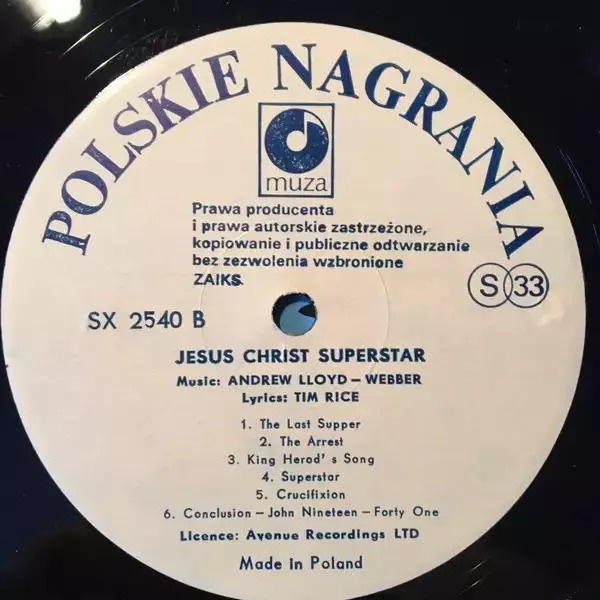 POLSKIE NAGRANIA
muza
Prawa producenta
i prawa autorskie zastrzeżone,
kopiowanie i publiczne odtwarzanie
bez zezwolenia wzbronione
ZAIKS.
S 33
SX 2540 B
JESUS CHRIST SUPERSTAR
Music: ANDREW LLOYD – WEBBER
Lyrics: TIM RICE
1. The Last Supper
2. The Arrest
3. King Herod' s Song
4. Superstar
5. Crucifixion
6. Conclusion – John Nineteen – Forty One
Licence: Avenue Recordings LTD
Made in Poland